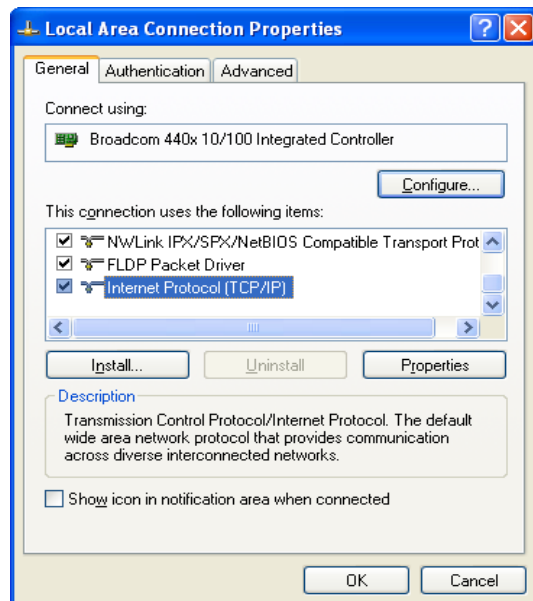 Local Area Connection Properties
General Authentication Advanced
Connect using:
Broadcom 440x 10/100 Integrated Controller
Configure...
This connection uses the following items:
NWLink IPX/SPX/NetBIOS Compatible Transport Prot
FLDP Packet Driver
Internet Protocol (TCP/IP)
Install... Uninstall Properties
Description
Transmission Control Protocol/Internet Protocol. The default
wide area network protocol that provides communication
across diverse interconnected networks.
Show icon in notification area when connected
OK Cancel